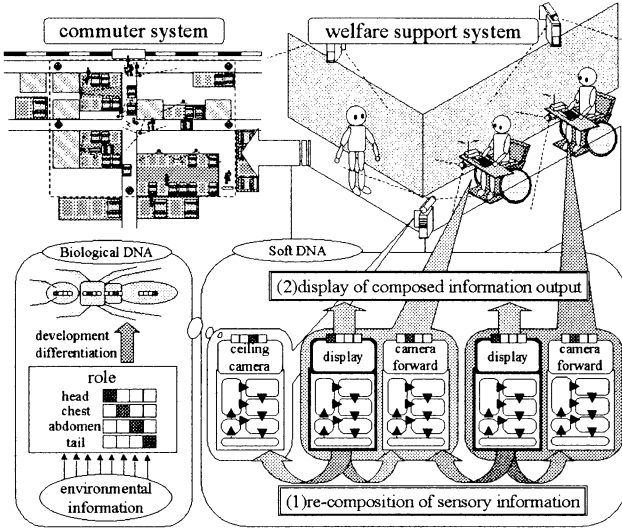 commuter system
welfare support system
Biological DNA
Soft DNA
(2)display of composed information output
development
differentiation
role
head
chest
abdomen
tail
environmental
information
ceiling
camera
display
camera
forward
display
camera
forward
(1)re-composition of sensory information